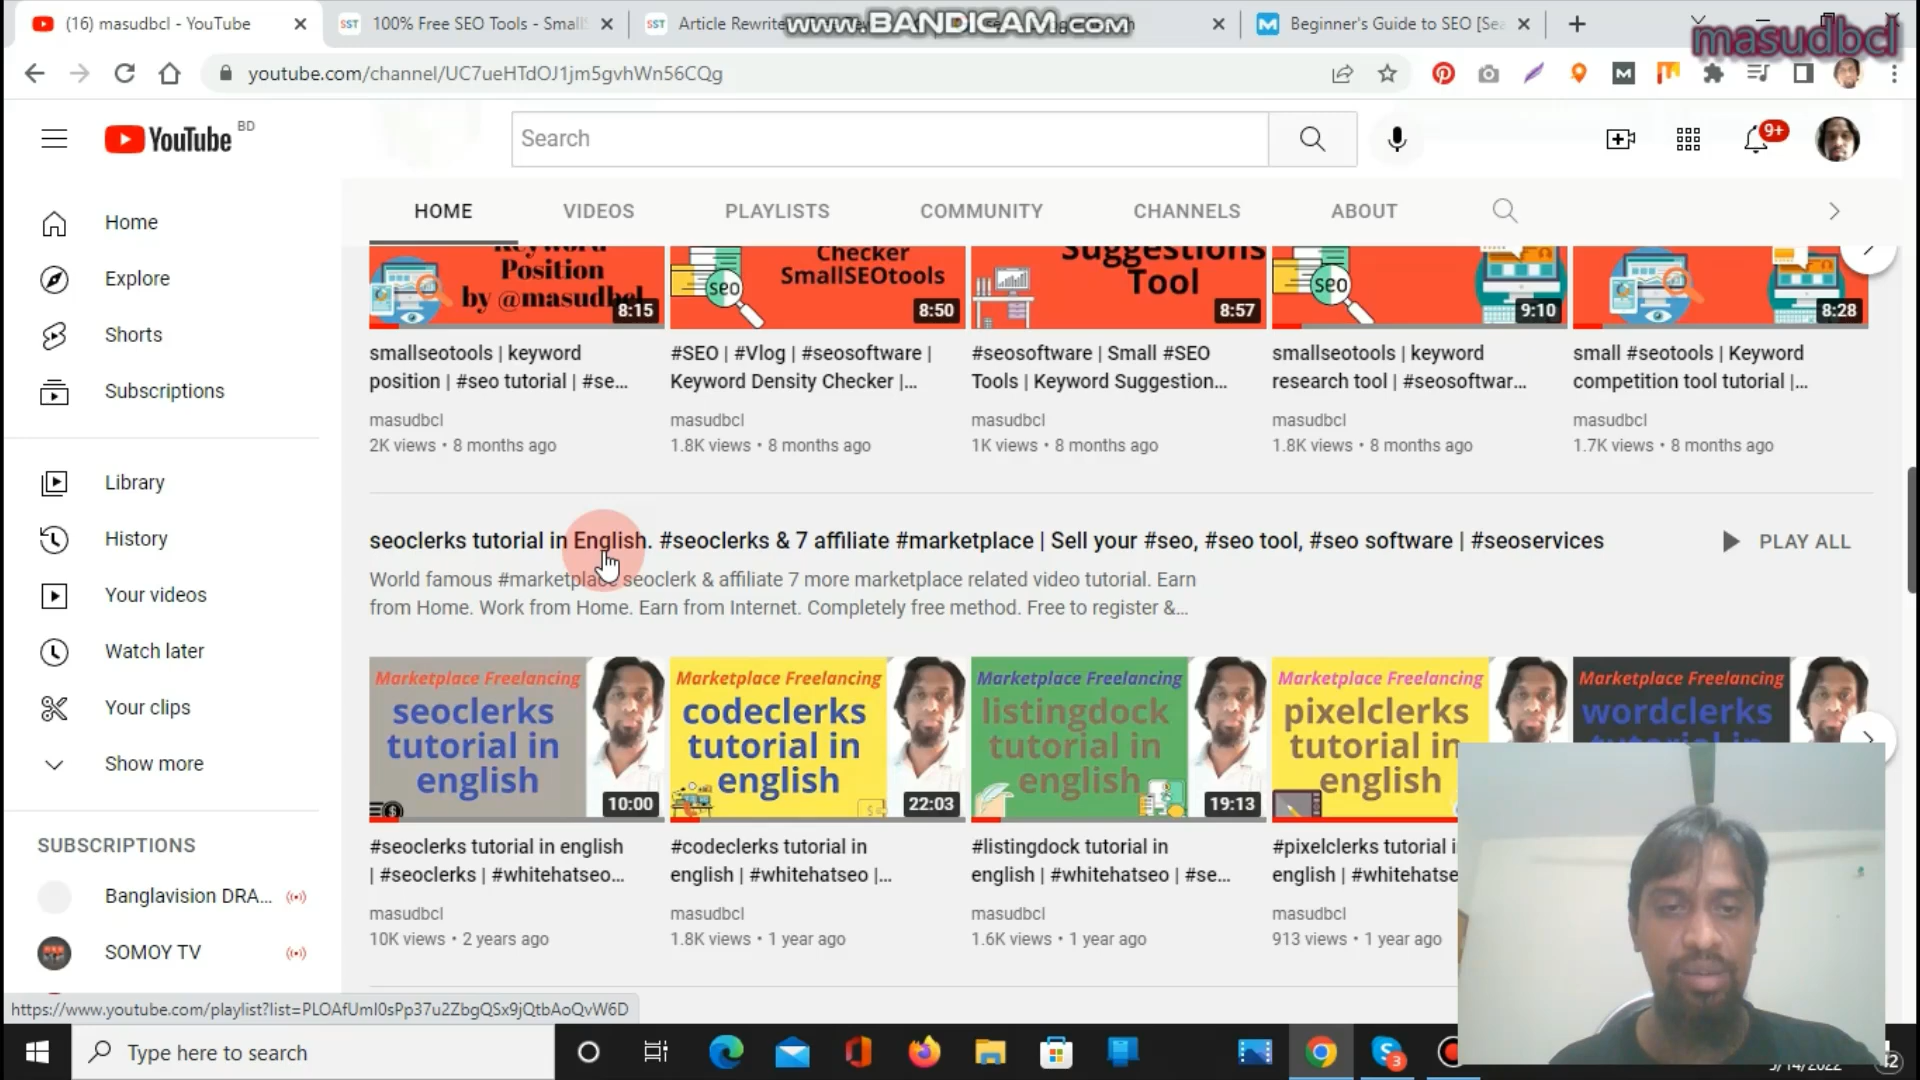 (16) masudbcl - YouTube
100% Free SEO Tools - Small
SST
SST
Article Rewrite
www.BANDICAM.com
Beginner's Guide to SEO [Sea
masudbcl
youtube.com/channel/UC7ueHTdOJ1jm5gvhWn56CQg
YouTube BD
Search
9+
Home
Explore
Shorts
Subscriptions
Library
History
Your videos
Watch later
Your clips
Show more
SUBSCRIPTIONS
Banglavision DRA...
SOMOY TV
HOME VIDEOS PLAYLISTS COMMUNITY CHANNELS ABOUT
Keyword
Position
by @masudbcl
8:15
smallseotools | keyword
position | #seo tutorial | #se...
masudbcl
2K views • 8 months ago
Checker
SmallSEOtools
seo
8:50
#SEO | #Vlog | #seosoftware |
Keyword Density Checker |...
masudbcl
1.8K views • 8 months ago
Suggestions
Tool
8:57
#seosoftware | Small #SEO
Tools | Keyword Suggestion...
masudbcl
1K views • 8 months ago
seo
9:10
smallseotools | keyword
research tool | #seosoftwar...
masudbcl
1.8K views • 8 months ago
8:28
small #seotools | Keyword
competition tool tutorial |...
masudbcl
1.7K views • 8 months ago
seoclerks tutorial in English. #seoclerks & 7 affiliate #marketplace | Sell your #seo, #seo tool, #seo software | #seoservices
PLAY ALL
World famous #marketplace seoclerk & affiliate 7 more marketplace related video tutorial. Earn
from Home. Work from Home. Earn from Internet. Completely free method. Free to register &...
Marketplace Freelancing
seoclerks
tutorial in
english
10:00
#seoclerks tutorial in english
| #seoclerks | #whitehatseo...
masudbcl
10K views • 2 years ago
Marketplace Freelancing
codeclerks
tutorial in
english
22:03
#codeclerks tutorial in
english | #whitehatseo |...
masudbcl
1.8K views • 1 year ago
Marketplace Freelancing
listingdock
tutorial in
english
19:13
#listingdock tutorial in
english | #whitehatseo | #se...
masudbcl
1.6K views • 1 year ago
Marketplace Freelancing
pixelclerks
tutorial in
english
#pixelclerks tutorial i
english | #whitehatse
masudbcl
913 views • 1 year ago
Marketplace Freelancing
wordclerks
https://www.youtube.com/playlist?list=PLOAfUmI0sPp37u2ZbgQSx9jQtbAoQvW6D
Type here to search
3
5/14/2022